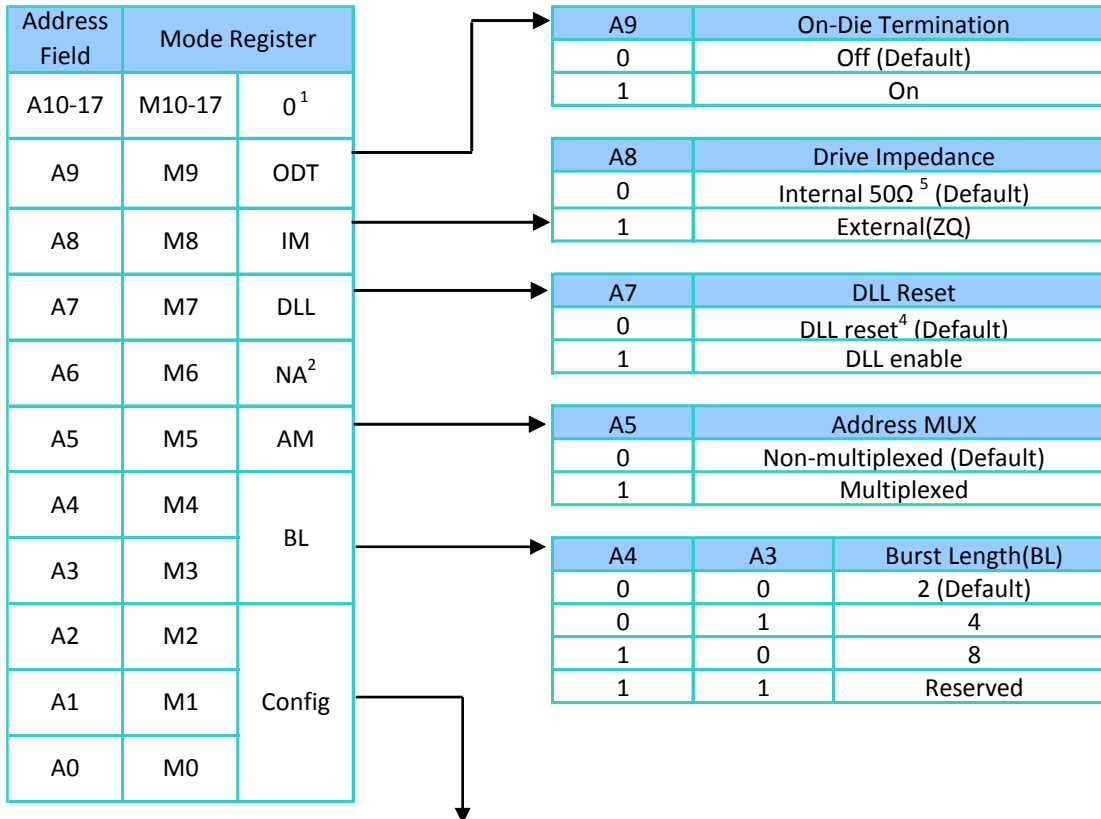 Address Field Mode Register
A10-17 M10-17 0¹
A9 M9 ODT
A8 M8 IM
A7 M7 DLL
A6 M6 NA²
A5 M5 AM
A4 M4 BL
A3 M3
A2 M2 Config
A1 M1
A0 M0
A9 On-Die Termination
0 Off (Default)
1 On
A8 Drive Impedance
0 Internal 50Ω ⁵ (Default)
1 External(ZQ)
A7 DLL Reset
0 DLL reset⁴ (Default)
1 DLL enable
A5 Address MUX
0 Non-multiplexed (Default)
1 Multiplexed
A4 A3 Burst Length(BL)
0 0 2 (Default)
0 1 4
1 0 8
1 1 Reserved